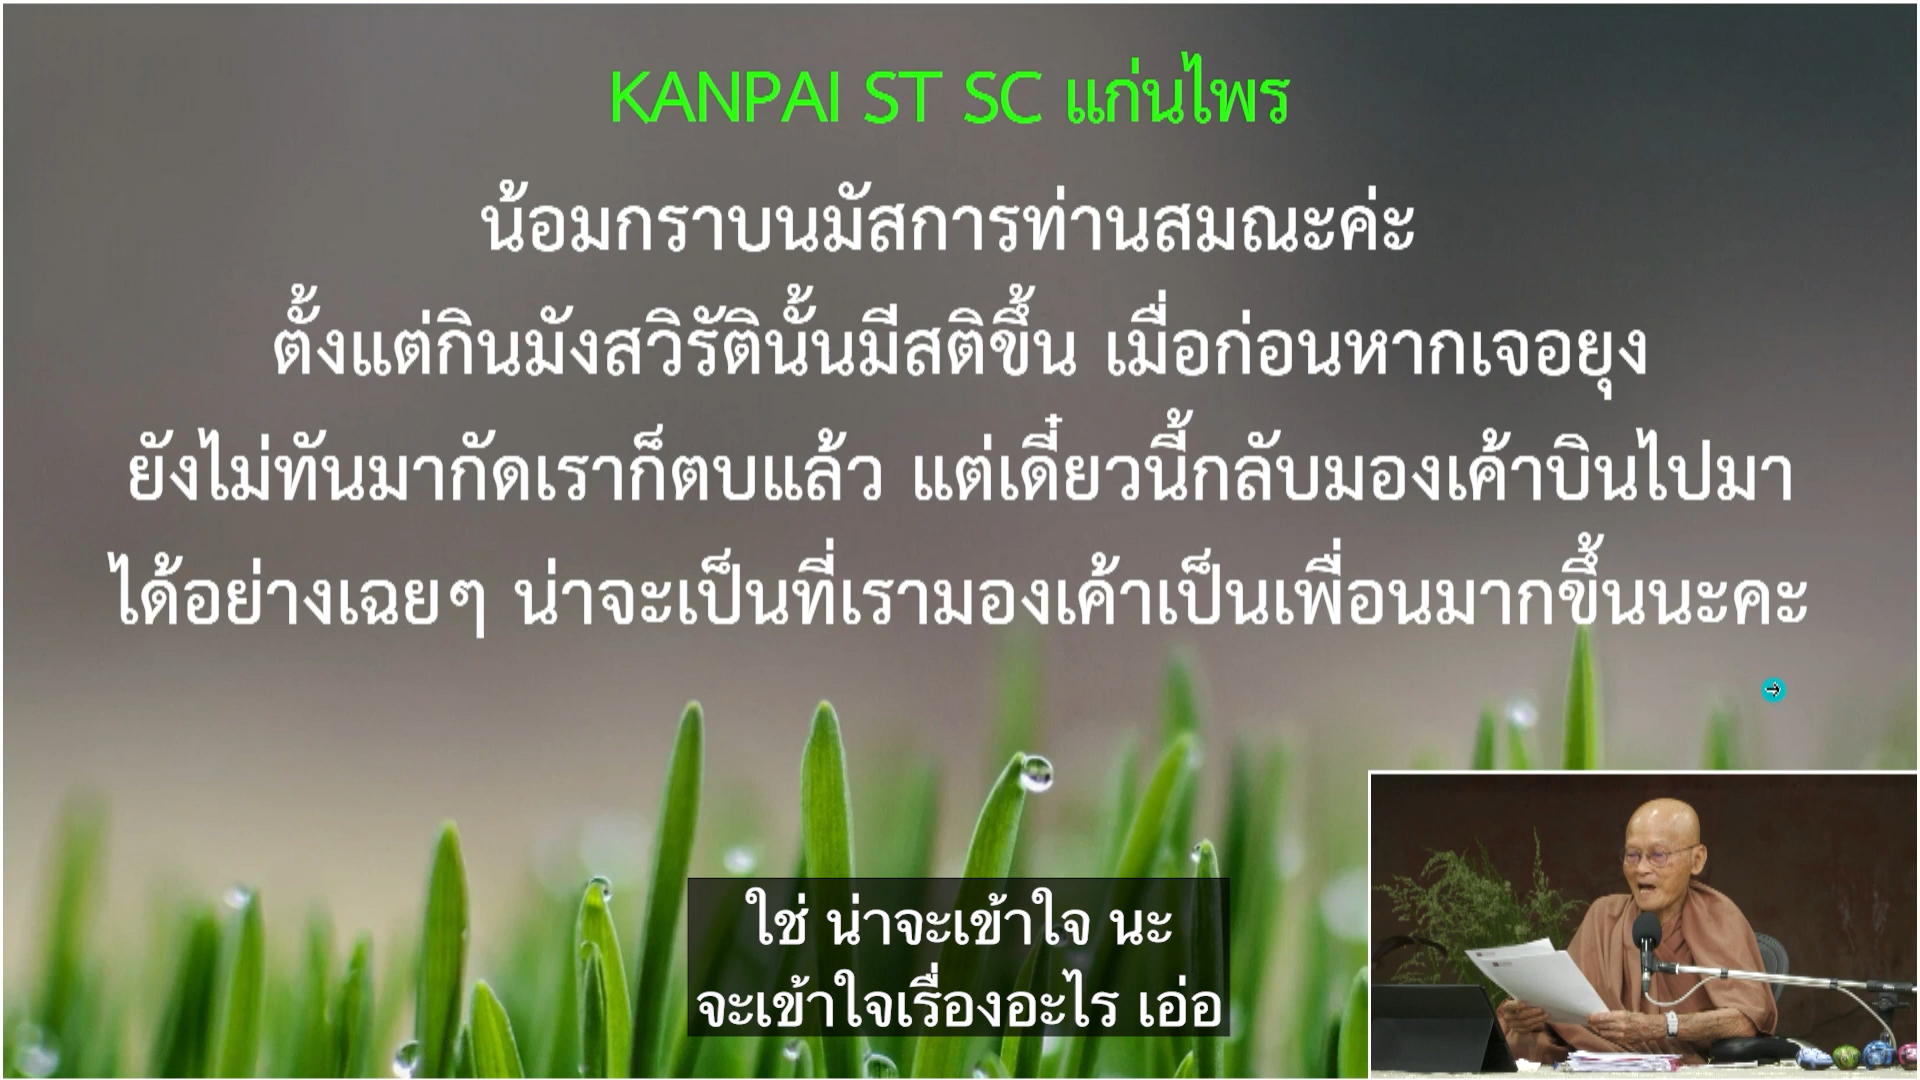 KANPAI ST SC แก่นไพร
น้อมกราบนมัสการท่านสมณะค่ะ
ตั้งแต่กินมังสวิรัตินั้นมีสติขึ้น เมื่อก่อนหากเจอยุง
ยังไม่ทันมากัดเราก็ตบแล้ว แต่เดี๋ยวนี้กลับมองเค้าบินไปมา
ได้อย่างเฉยๆ น่าจะเป็นที่เรามองเค้าเป็นเพื่อนมากขึ้นนะคะ
ใช่ น่าจะเข้าใจ นะ
จะเข้าใจเรื่องอะไร เอ่อ